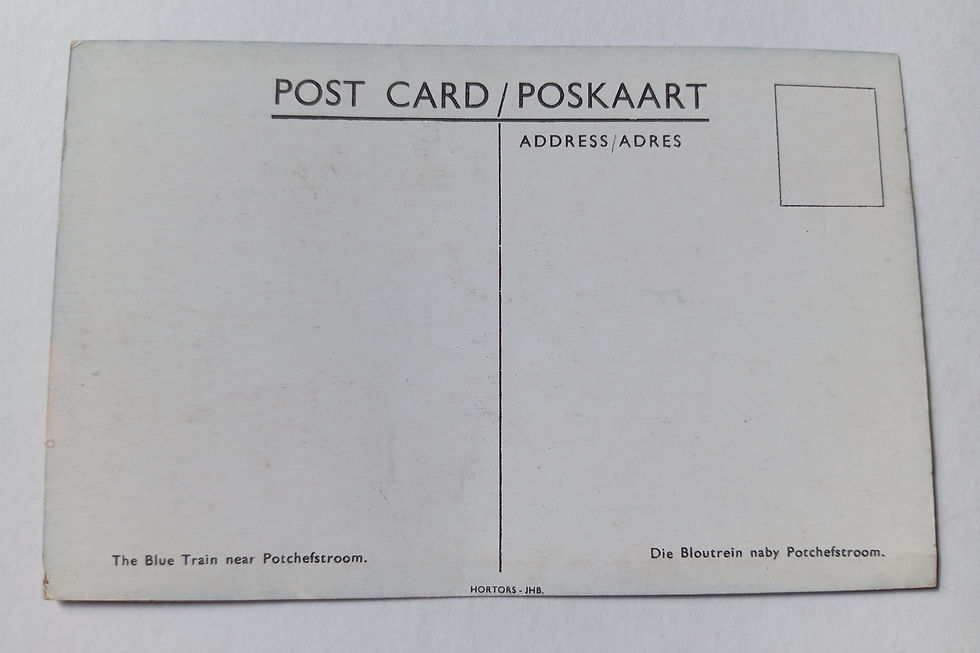 POST CARD/POSKAART
ADDRESS/ADRES
The Blue Train near Potchefstroom.
Die Bloutrein naby Potchefstroom.
HORTORS - JHB.